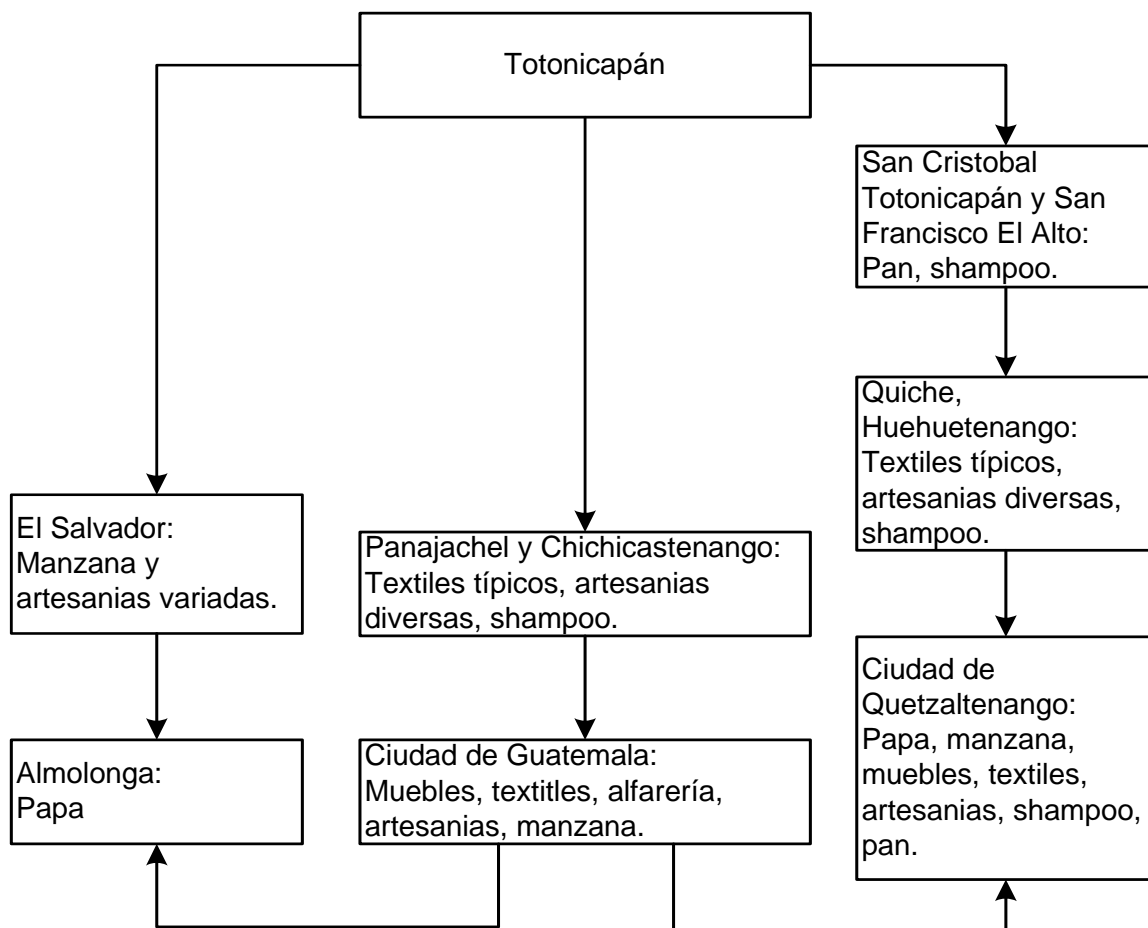 Totonicapán
San Cristobal
Totonicapán y San
Francisco El Alto:
Pan, shampoo.
Quiche,
Huehuetenango:
Textiles típicos,
artesanias diversas,
shampoo.
El Salvador:
Manzana y
artesanias variadas.
Panajachel y Chichicastenango:
Textiles típicos, artesanias
diversas, shampoo.
Ciudad de
Quetzaltenango:
Papa, manzana,
muebles, textiles,
artesanias, shampoo,
pan.
Almolonga:
Papa
Ciudad de Guatemala:
Muebles, textitles, alfarería,
artesanias, manzana.